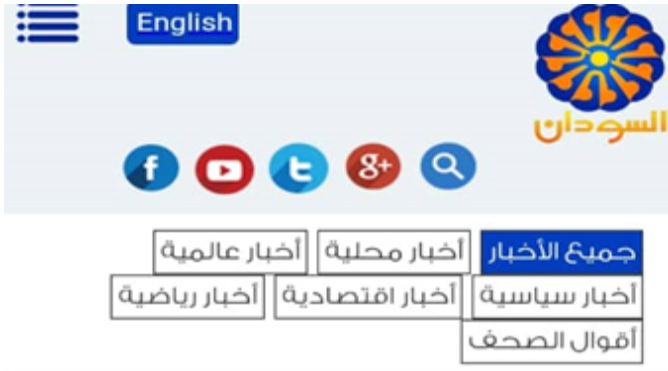 English
السودان
جميع الأخبار أخبار محلية أخبار عالمية
أخبار سياسية أخبار اقتصادية أخبار رياضية
أقوال الصحف